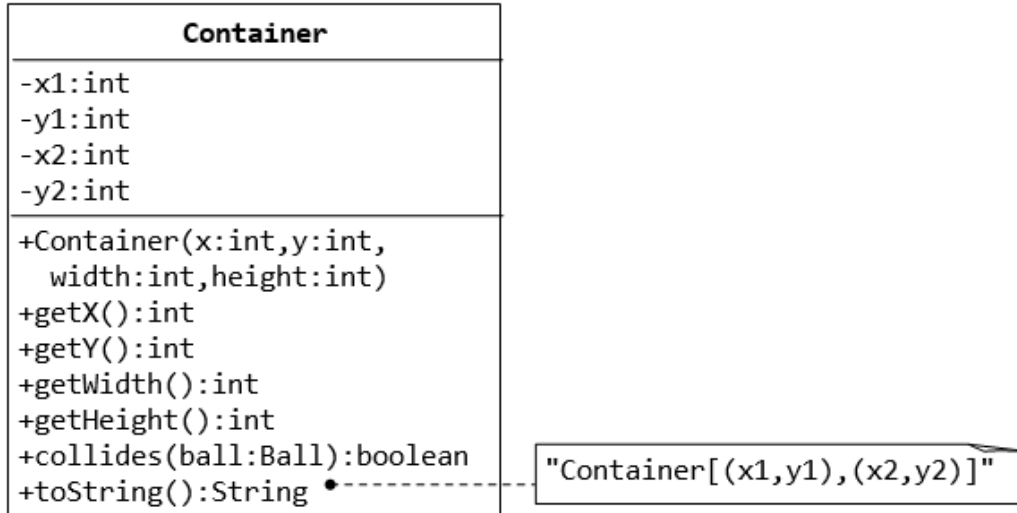 Container
-x1:int
-y1:int
-x2:int
-y2:int
+Container(x:int,y:int,
width:int,height:int)
+getX():int
+getY():int
+getWidth():int
+getHeight():int
+collides(ball:Ball):boolean
+toString():String
"Container[(x1,y1),(x2,y2)]"